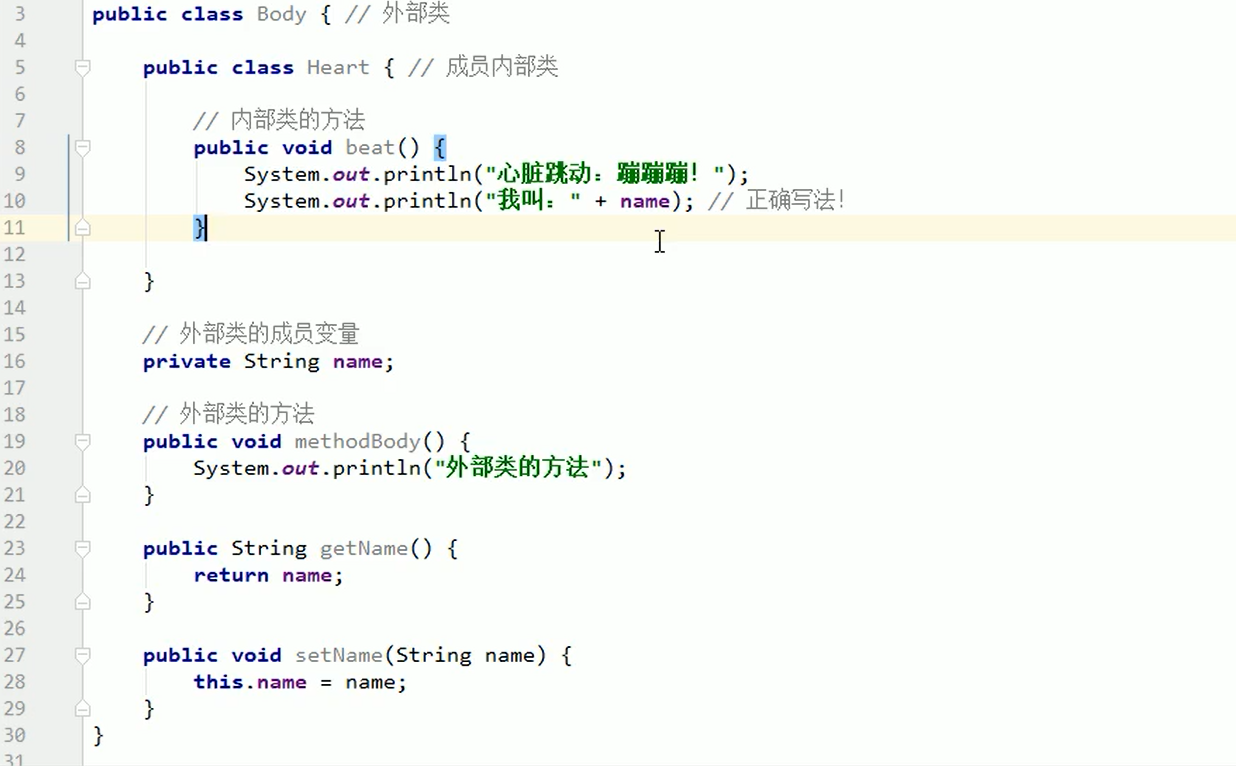 3 public class Body { // 外部类
4
5 public class Heart { // 成员内部类
6
7 // 内部类的方法
8 public void beat() {
9 System.out.println("心脏跳动：蹦蹦蹦！");
10 System.out.println("我叫：" + name); // 正确写法！
11 }
12
13 }
14
15 // 外部类的成员变量
16 private String name;
17
18 // 外部类的方法
19 public void methodBody() {
20 System.out.println("外部类的方法");
21 }
22
23 public String getName() {
24 return name;
25 }
26
27 public void setName(String name) {
28 this.name = name;
29 }
30 }
31